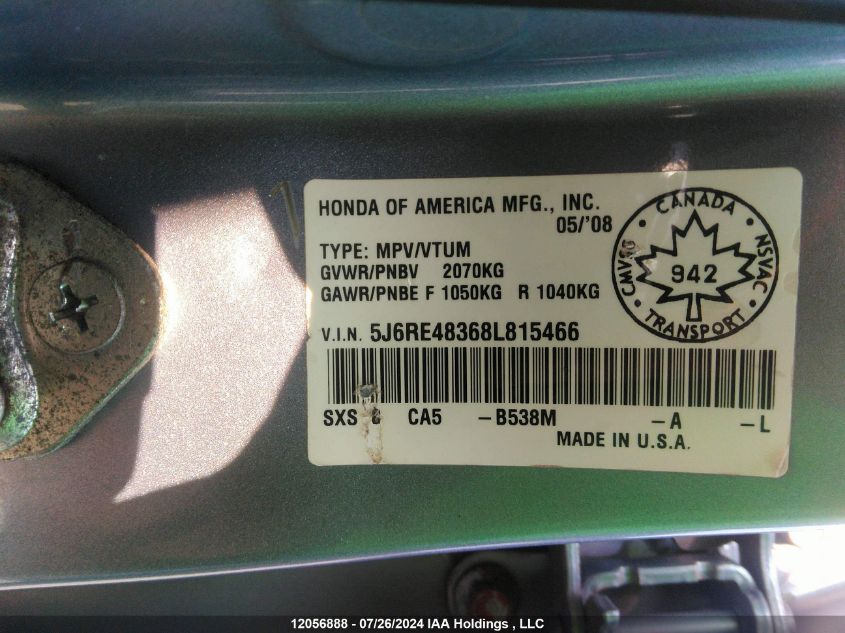 HONDA OF AMERICA MFG., INC.
05/'08
TYPE: MPV/VTUM
GVWR/PNBV 2070KG
GAWR/PNBE F 1050KG R 1040KG
V.I.N. 5J6RE48368L815466
SXS CA5 -B538M -A -L
MADE IN U.S.A.
CANADA
NSVAC
TRANSPORT
942
12056888 - 07/26/2024 IAA Holdings , LLC